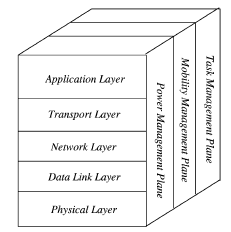 Application Layer
Transport Layer
Network Layer
Data Link Layer
Physical Layer
Power Management Plane
Mobility Management Plane
Task Management Plane